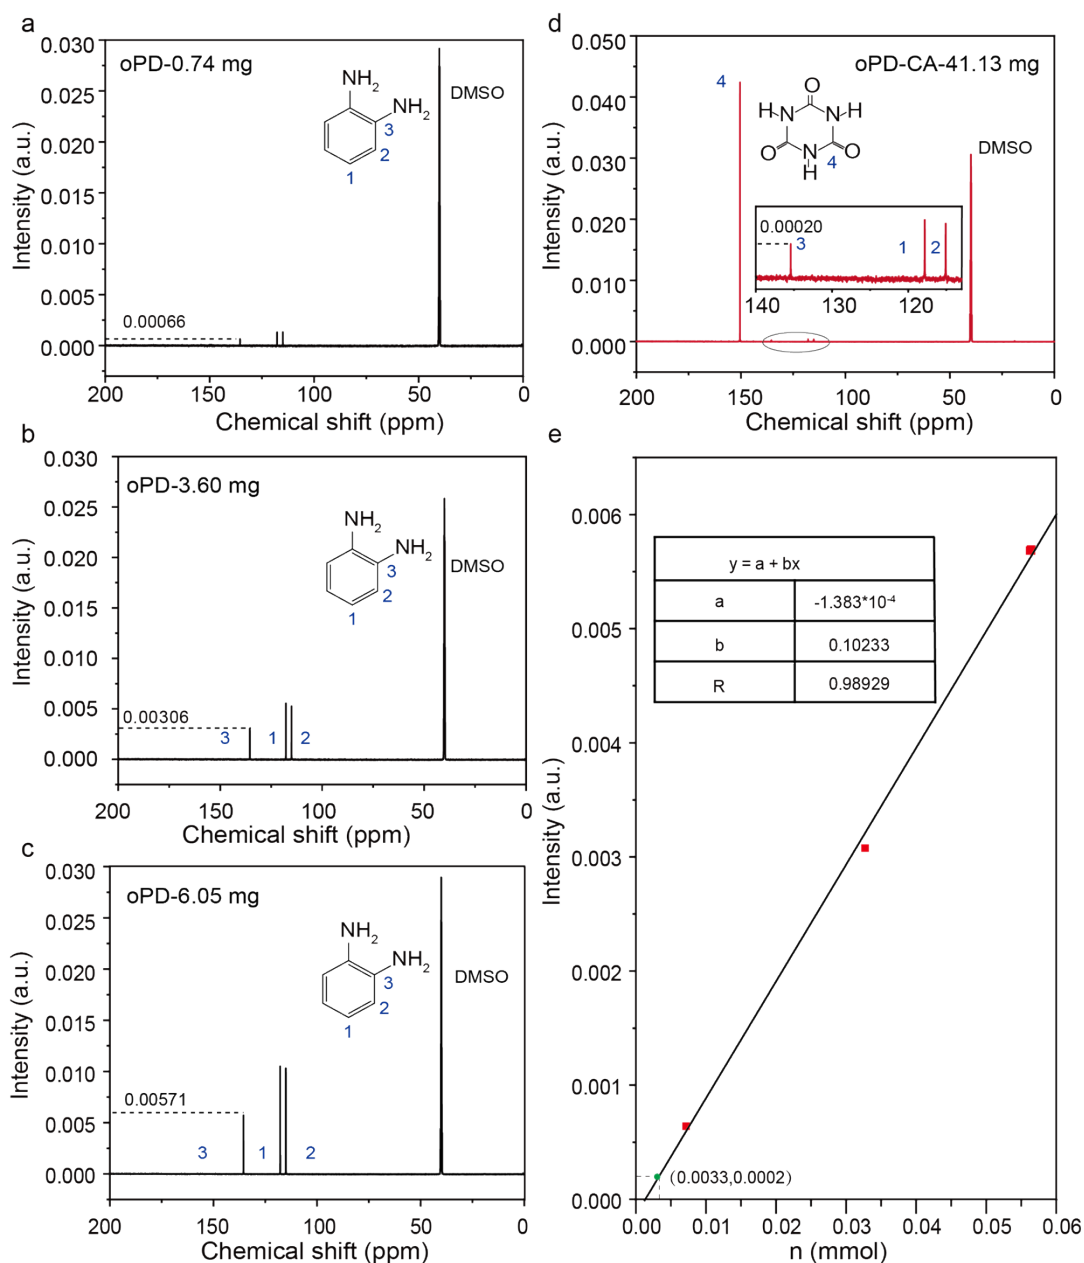 a
oPD-0.74 mg
NH2
NH2
3
2
1
DMSO
0.00066
0.030
0.025
0.020
0.015
0.010
0.005
0.000
200 150 100 50 0
Intensity (a.u.)
Chemical shift (ppm)
b
oPD-3.60 mg
NH2
NH2
3
2
1
DMSO
0.00306
3 1 2
0.030
0.025
0.020
0.015
0.010
0.005
0.000
200 150 100 50 0
Intensity (a.u.)
Chemical shift (ppm)
c
oPD-6.05 mg
NH2
NH2
3
2
1
DMSO
0.00571
3 1 2
0.030
0.025
0.020
0.015
0.010
0.005
0.000
200 150 100 50 0
Intensity (a.u.)
Chemical shift (ppm)
d
oPD-CA-41.13 mg
4
O
H N N H
O N O
H 4
DMSO
0.00020
3 1 2
140 130 120
0.050
0.040
0.030
0.020
0.010
0.000
200 150 100 50 0
Intensity (a.u.)
Chemical shift (ppm)
e
y = a + bx
a -1.383*10-4
b 0.10233
R 0.98929
(0.0033,0.0002)
0.006
0.005
0.004
0.003
0.002
0.001
0.000
0.00 0.01 0.02 0.03 0.04 0.05 0.06
Intensity (a.u.)
n (mmol)